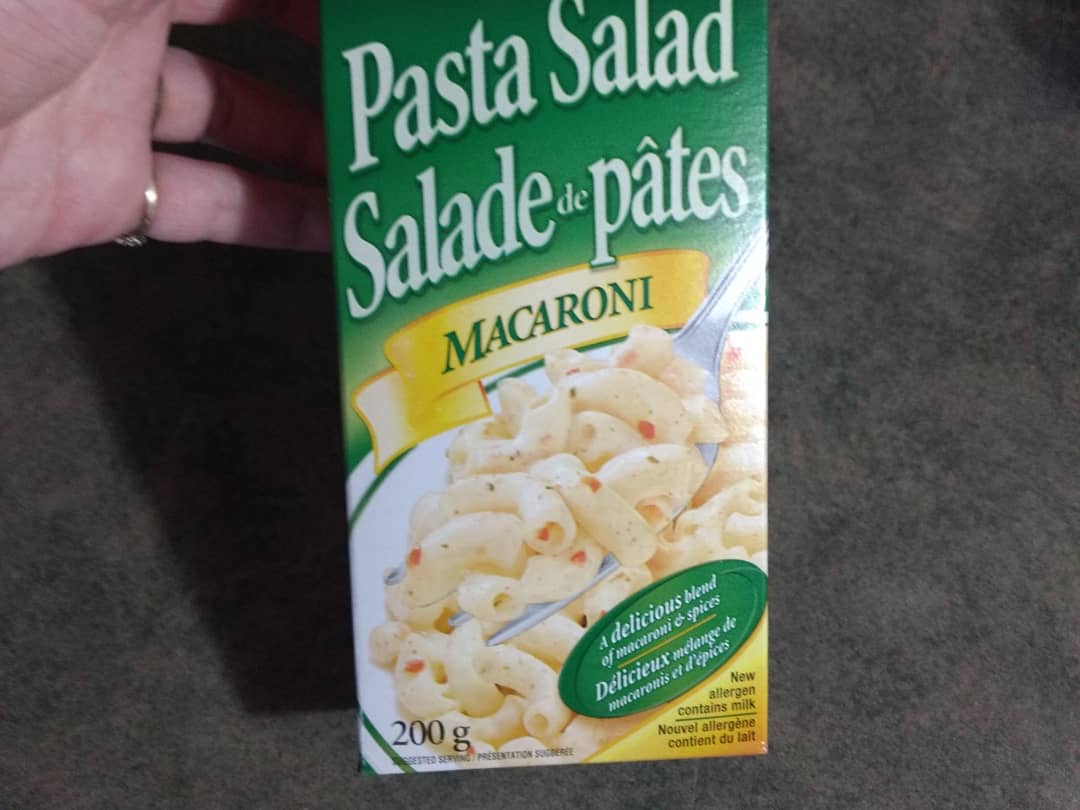 Pasta Salad
Salade de pâtes
MACARONI
A delicious blend
of macaroni & spices
Délicieux mélange de
macaronis et d'épices
New
allergen
contains milk
Nouvel allergène
contient du lait
200 g
SUGGESTED SERVING / PRÉSENTATION SUGGÉRÉE